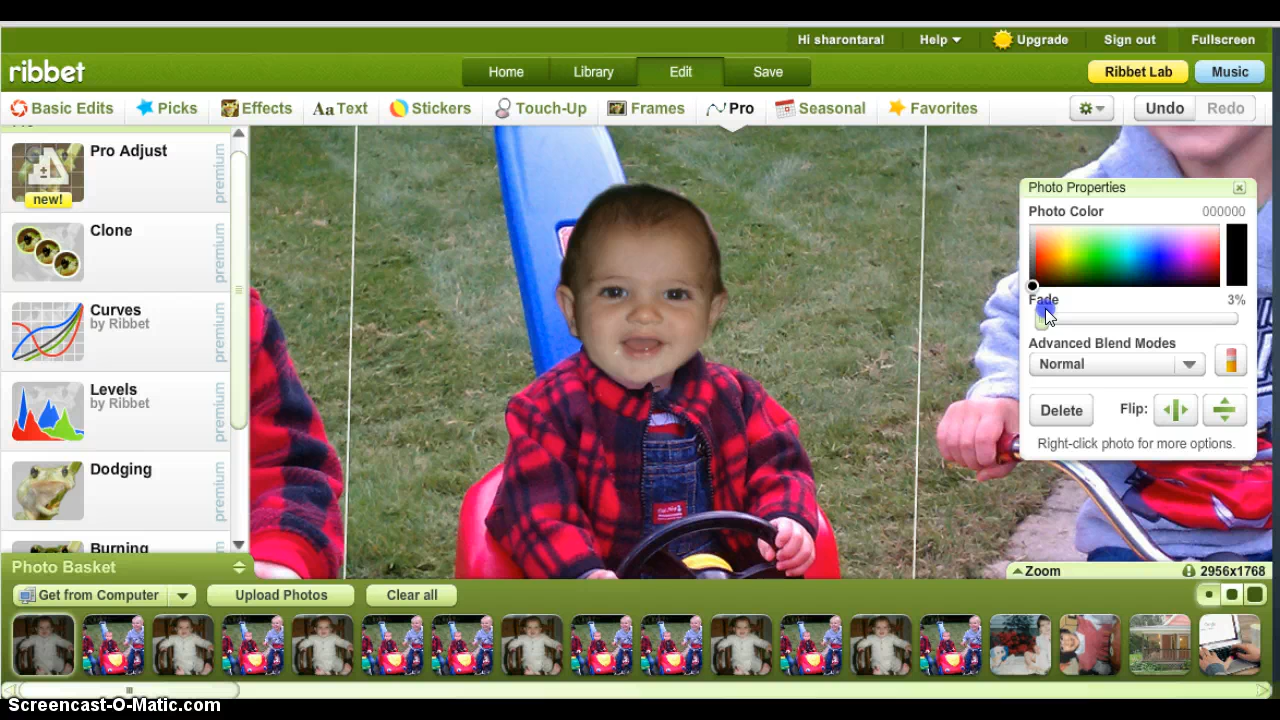 Hi sharontara! Help Upgrade Sign out Fullscreen
ribbet Home Library Edit Save Ribbet Lab Music
Basic Edits Picks Effects Aa Text Stickers Touch-Up Frames Pro Seasonal Favorites Undo Redo
Pro Adjust
premium
new!
Clone
premium
Curves
by Ribbet
premium
Levels
by Ribbet
premium
Dodging
premium
Burning
Photo Properties
Photo Color 000000
Fade 3%
Advanced Blend Modes
Normal
Delete Flip:
Right-click photo for more options.
Zoom 2956x1768
Photo Basket
Get from Computer Upload Photos Clear all
Screencast-O-Matic.com